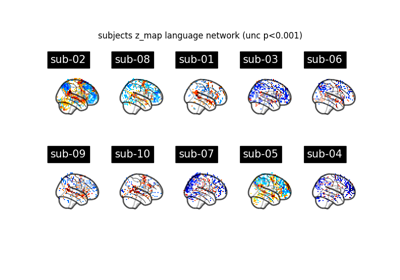 subjects z_map language network (unc p<0.001)
sub-02 sub-08 sub-01 sub-03 sub-06
sub-09 sub-10 sub-07 sub-05 sub-04